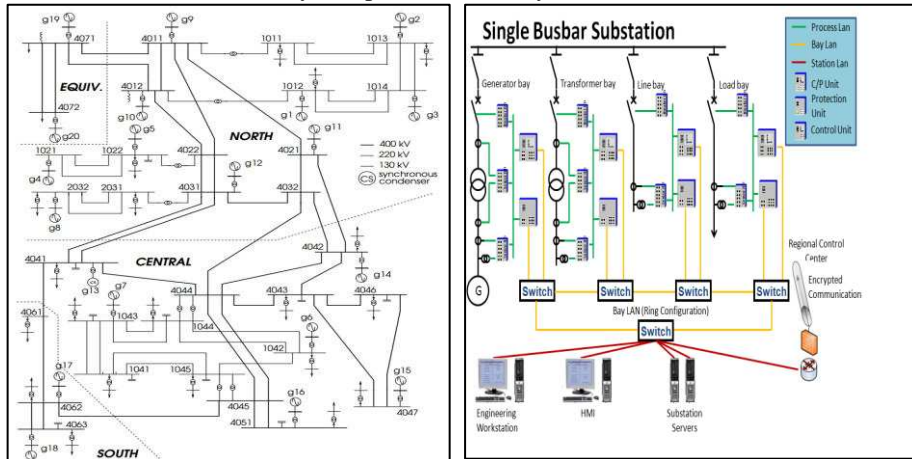 g19
g9
g2
4071
4011
1011
1013
EQUIV.
4012
1012
1014
4072
g10
g1
g3
g20
g5
NORTH
g11
1021
1022
4022
4021
g4
g12
400 kV
220 kV
130 kV
CS synchronous
condenser
2032
2031
4031
4032
g8
CENTRAL
4042
4041
g13
g7
g14
4044
4043
4046
4061
1043
1044
g6
1042
g17
1041
1045
g15
g16
4062
4045
4051
4047
4063
g18
SOUTH
Single Busbar Substation
Process Lan
Bay Lan
Station Lan
C/P Unit
Protection
Unit
Control Unit
Generator bay
Transformer bay
Line bay
Load bay
G
Regional Control
Center
Encrypted
Communication
Switch
Switch
Switch
Switch
Bay LAN (Ring Configuration)
Switch
Engineering
Workstation
HMI
Substation
Servers